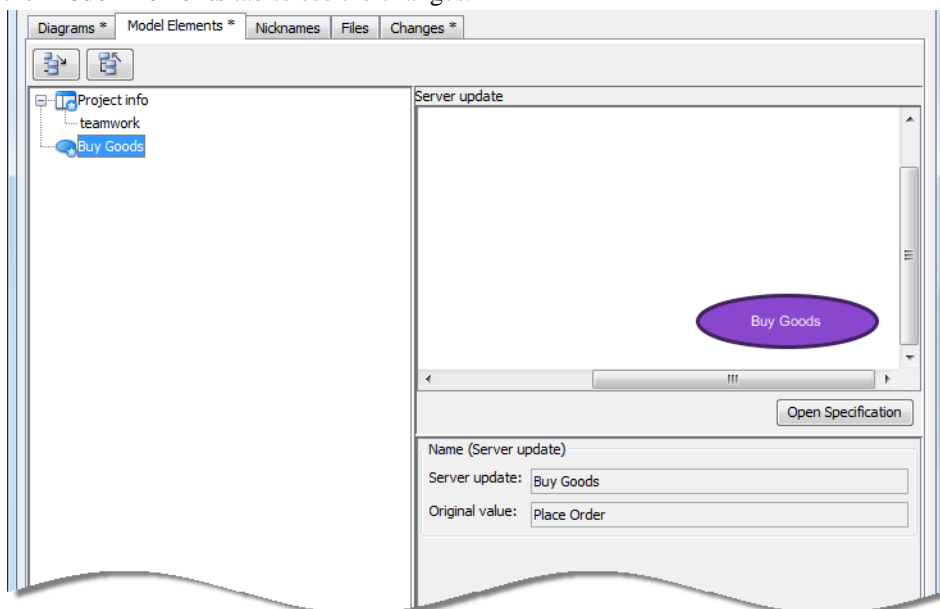 Diagrams * Model Elements * Nicknames Files Changes *
Project info
teamwork
Buy Goods
Server update
Buy Goods
Open Specification
Name (Server update)
Server update: Buy Goods
Original value: Place Order